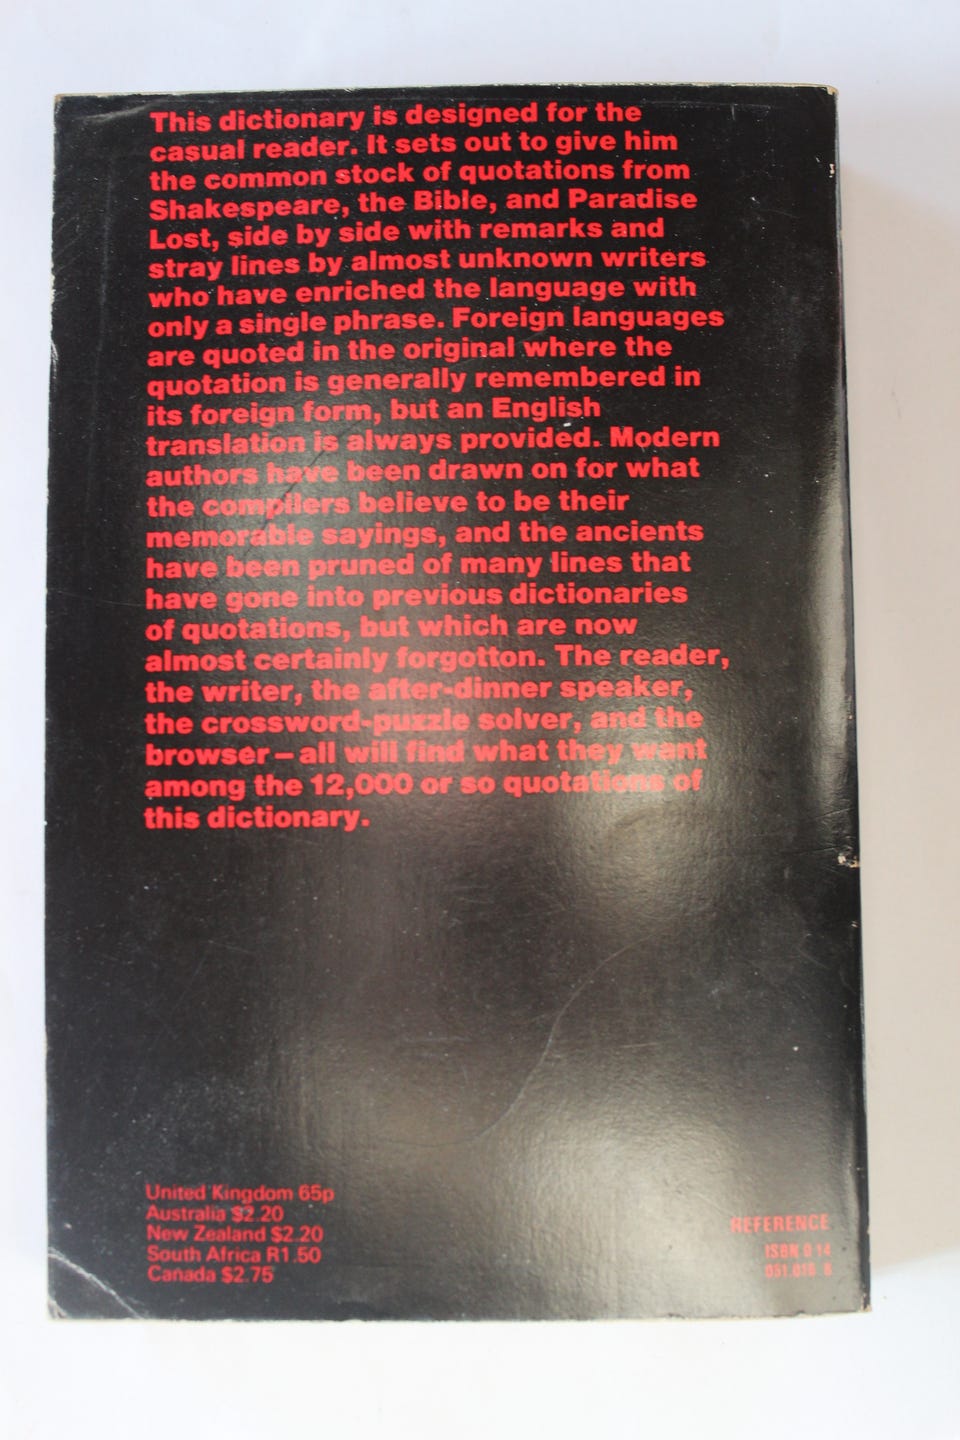 This dictionary is designed for the
casual reader. It sets out to give him
the common stock of quotations from
Shakespeare, the Bible, and Paradise
Lost, side by side with remarks and
stray lines by almost unknown writers
who have enriched the language with
only a single phrase. Foreign languages
are quoted in the original where the
quotation is generally remembered in
its foreign form, but an English
translation is always provided. Modern
authors have been drawn on for what
the compilers believe to be their
memorable sayings, and the ancients
have been pruned of many lines that
have gone into previous dictionaries
of quotations, but which are now
almost certainly forgotton. The reader,
the writer, the after-dinner speaker,
the crossword-puzzle solver, and the
browser – all will find what they want
among the 12,000 or so quotations of
this dictionary.
United Kingdom 65p
Australia $2.20
New Zealand $2.20
South Africa R1.50
Canada $2.75
REFERENCE
ISBN 0 14
051.016 8